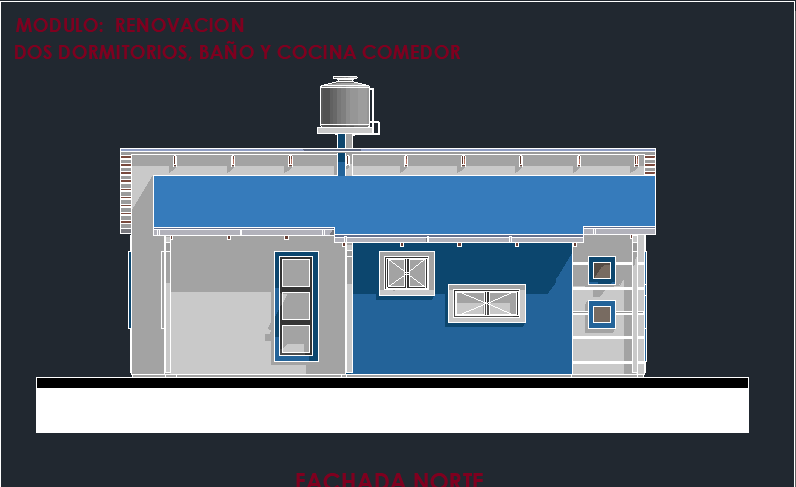 MODULO: RENOVACION
DOS DORMITORIOS, BAÑO Y COCINA COMEDOR
FACHADA NORTE